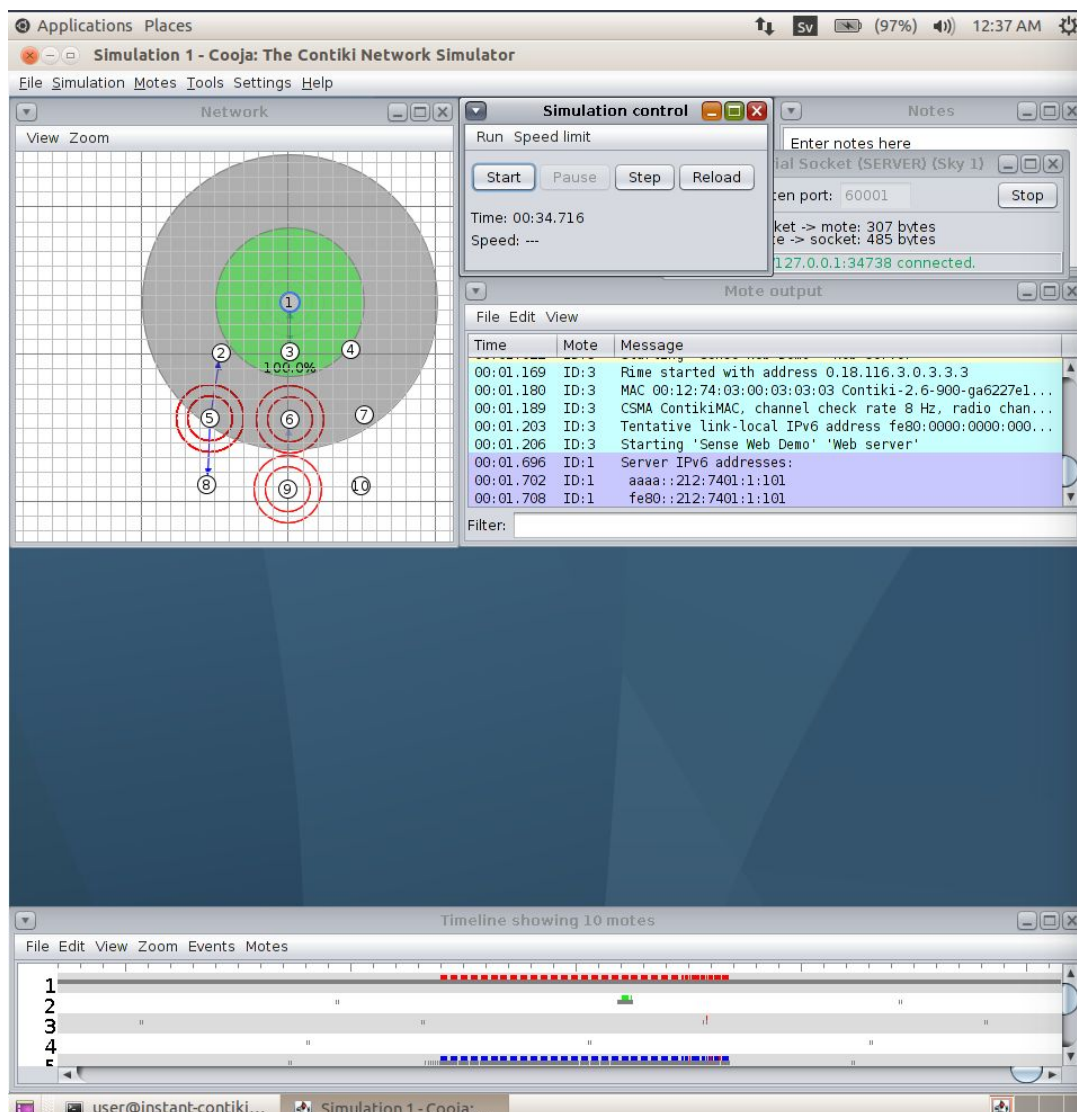 Applications Places Sv (97%) 12:37 AM
Simulation 1 - Cooja: The Contiki Network Simulator
File Simulation Motes Tools Settings Help
Network
View Zoom
1
2 3 4
100.0%
5 6 7
8 9 10
Simulation control
Run Speed limit
Start Pause Step Reload
Time: 00:34.716
Speed: ---
Notes
Enter notes here
ial Socket (SERVER) (Sky 1)
ten port: 60001 Stop
ket -> mote: 307 bytes
te -> socket: 485 bytes
127.0.0.1:34738 connected.
Mote output
File Edit View
Time Mote Message
00:01.169 ID:3 Rime started with address 0.18.116.3.0.3.3.3
00:01.180 ID:3 MAC 00:12:74:03:00:03:03:03 Contiki-2.6-900-ga6227e1...
00:01.189 ID:3 CSMA ContikiMAC, channel check rate 8 Hz, radio chan...
00:01.203 ID:3 Tentative link-local IPv6 address fe80:0000:0000:000...
00:01.206 ID:3 Starting 'Sense Web Demo' 'Web server'
00:01.696 ID:1 Server IPv6 addresses:
00:01.702 ID:1 aaaa::212:7401:1:101
00:01.708 ID:1 fe80::212:7401:1:101
Filter:
Timeline showing 10 motes
File Edit View Zoom Events Motes
1
2
3
4
5
user@instant-contiki... Simulation 1 - Cooja: